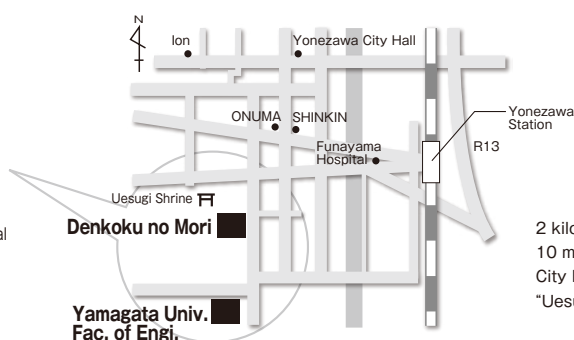 N
Ion
Yonezawa City Hall
ONUMA
SHINKIN
Yonezawa
Station
Funayama
Hospital
R13
Uesugi Shrine
Denkoku no Mori
al
2 kilo
10 m
City
"Uesu
Yamagata Univ.
Fac. of Engi.